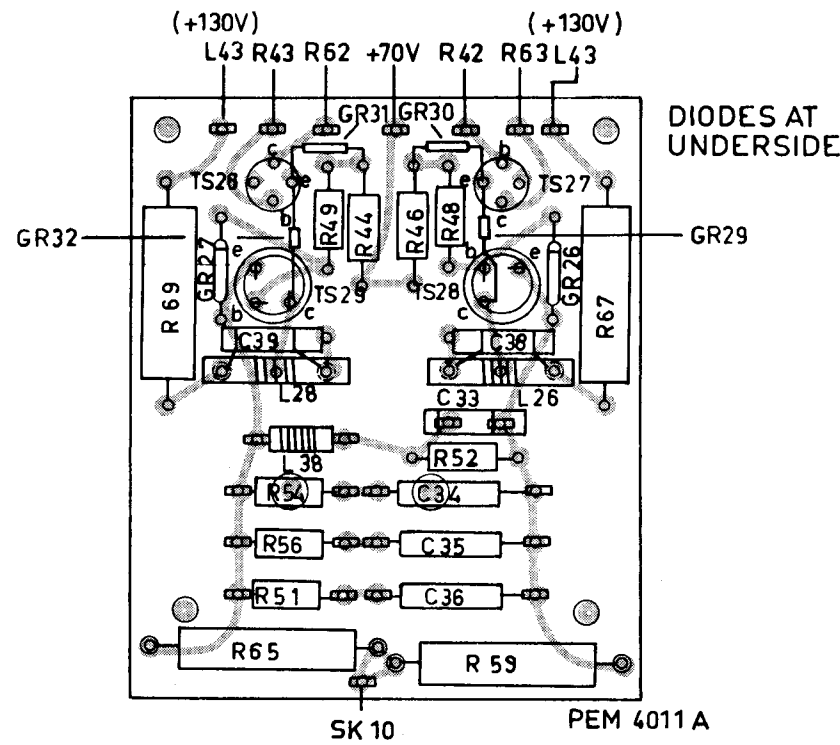 (+130V) (+130V)
L43 R43 R62 +70V R42 R63 L43
GR31 GR30
DIODES AT
UNDERSIDE
c b
TS26 e e TS27
R49 R44 R46 R48
b c
GR32 GR29
R69 GR27 e b e GR26 R67
TS29 TS28
b c c
C39 C38
L28 L26
C33
L38 R52
R54 C34
R56 C35
R51 C36
R65 R59
SK10 PEM 4011A